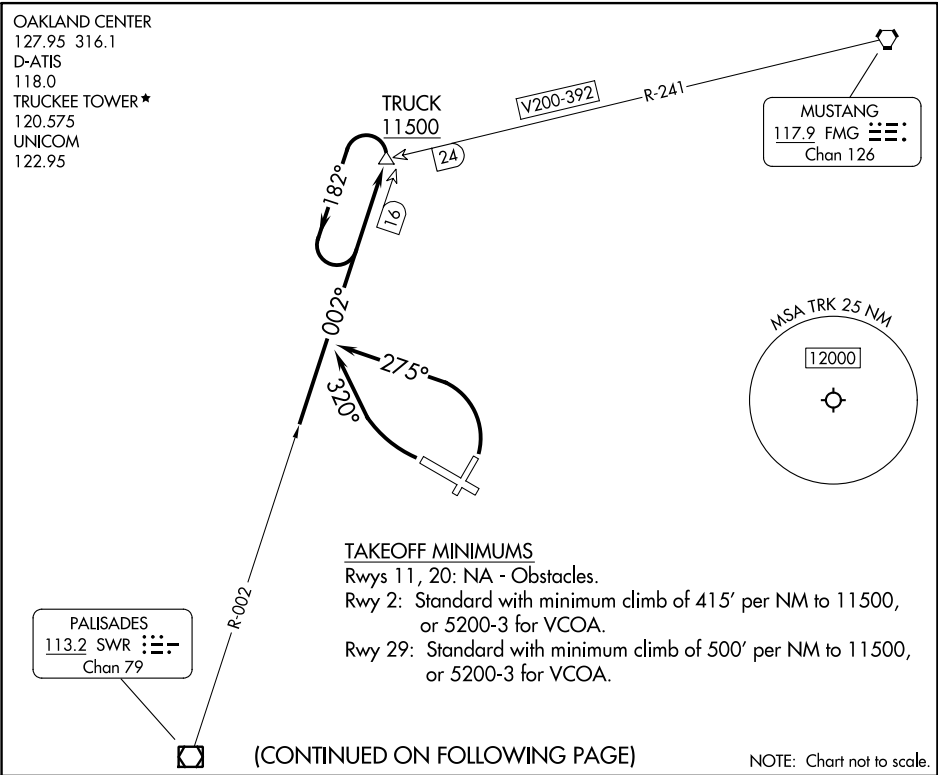 OAKLAND CENTER
127.95 316.1
D-ATIS
118.0
TRUCKEE TOWER★
120.575
UNICOM
122.95
TRUCK
11500
V200-392
R-241
24
MUSTANG
117.9 FMG
Chan 126
182°
16
002°
275°
320°
MSA TRK 25 NM
12000
R-002
TAKEOFF MINIMUMS
Rwys 11, 20: NA - Obstacles.
Rwy 2: Standard with minimum climb of 415' per NM to 11500,
or 5200-3 for VCOA.
Rwy 29: Standard with minimum climb of 500' per NM to 11500,
or 5200-3 for VCOA.
PALISADES
113.2 SWR
Chan 79
(CONTINUED ON FOLLOWING PAGE)
NOTE: Chart not to scale.